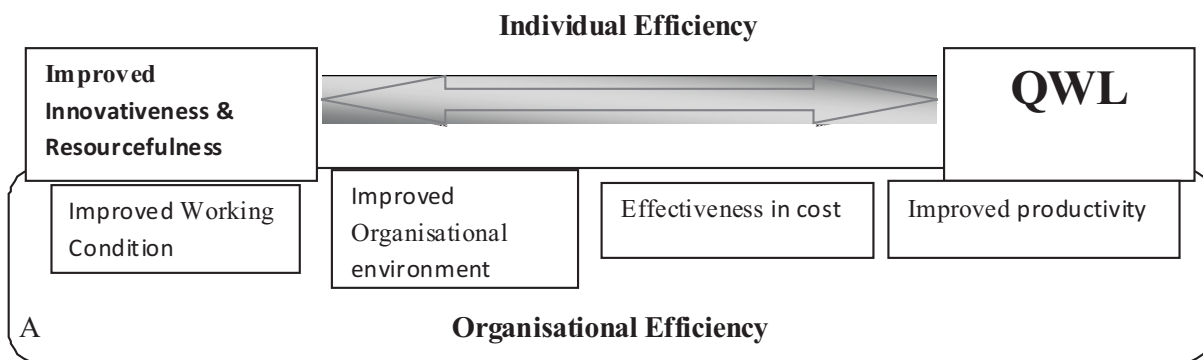 Individual Efficiency
Improved
Innovativeness &
Resourcefulness
QWL
Improved Working
Condition
Improved
Organisational
environment
Effectiveness in cost
Improved productivity
A
Organisational Efficiency